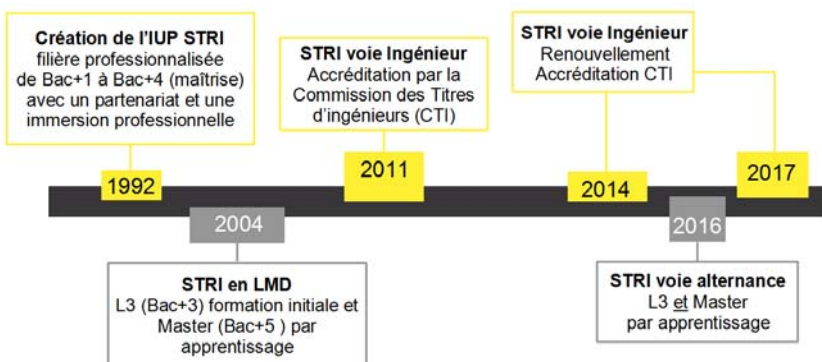 Création de l'IUP STRI
filière professionnalisée
de Bac+1 à Bac+4 (maîtrise)
avec un partenariat et une
immersion professionnelle
STRI voie Ingénieur
Accréditation par la
Commission des Titres
d'ingénieurs (CTI)
STRI voie Ingénieur
Renouvellement
Accréditation CTI
1992
2011
2014
2017
2004
2016
STRI en LMD
L3 (Bac+3) formation initiale et
Master (Bac+5 ) par
apprentissage
STRI voie alternance
L3 et Master
par apprentissage